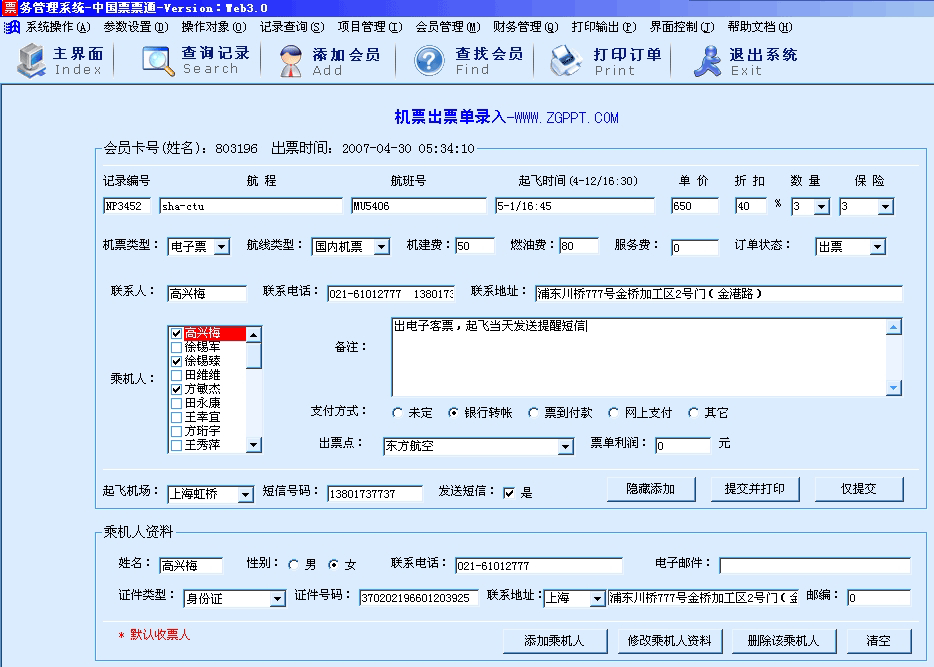 票务管理系统-中国票票通-Version：Web3.0
系统操作(A) 参数设置(D) 操作对象(O) 记录查询(S) 项目管理(I) 会员管理(M) 财务管理(Q) 打印输出(P) 界面控制(T) 帮助文档(H)
主界面 查询记录 添加会员 查找会员 打印订单 退出系统
Index Search Add Find Print Exit
机票出票单录入-WWW.ZGPPT.COM
会员卡号(姓名)：803196 出票时间：2007-04-30 05:34:10
记录编号 航 程 航班号 起飞时间(4-12/16:30) 单 价 折 扣 数 量 保 险
NP3452 sha-ctu MU5406 5-1/16:45 650 40 % 3 3
机票类型： 电子票 航线类型： 国内机票 机建费： 50 燃油费： 80 服务费： 0 订单状态： 出票
联系人： 高兴梅 联系电话： 021-61012777 1380173 联系地址： 浦东川桥777号金桥加工区2号门(金港路)
乘机人：
高兴梅
徐锡军
徐锡臻
田维维
方敏杰
田永康
王幸宜
方珩宇
王秀萍
备注： 出电子客票，起飞当天发送提醒短信
支付方式： 未定 银行转帐 票到付款 网上支付 其它
出票点： 东方航空 票单利润： 0 元
起飞机场： 上海虹桥 短信号码： 13801737737 发送短信： 是 隐藏添加 提交并打印 仅提交
乘机人资料
姓名： 高兴梅 性别： 男 女 联系电话： 021-61012777 电子邮件：
证件类型： 身份证 证件号码： 370202196601203925 联系地址： 上海 浦东川桥777号金桥加工区2号门(金 邮编： 0
* 默认收票人 添加乘机人 修改乘机人资料 删除该乘机人 清空